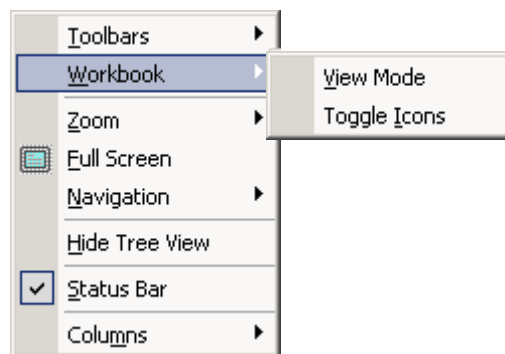 Toolbars
Workbook
View Mode
Toggle Icons
Zoom
Full Screen
Navigation
Hide Tree View
Status Bar
Columns